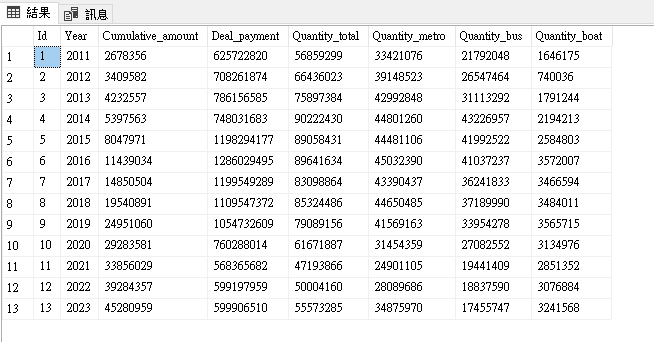 結果 訊息
Id Year Cumulative_amount Deal_payment Quantity_total Quantity_metro Quantity_bus Quantity_boat
1 1 2011 2678356 625722820 56859299 33421076 21792048 1646175
2 2 2012 3409582 708261874 66436023 39148523 26547464 740036
3 3 2013 4232557 786156585 75897384 42992848 31113292 1791244
4 4 2014 5397563 748031683 90222430 44801260 43226957 2194213
5 5 2015 8047971 1198294177 89058431 44481106 41992522 2584803
6 6 2016 11439034 1286029495 89641634 45032390 41037237 3572007
7 7 2017 14850504 1199549289 83098864 43390437 36241833 3466594
8 8 2018 19540891 1109547372 85324486 44650485 37189990 3484011
9 9 2019 24951060 1054732609 79089156 41569163 33954278 3565715
10 10 2020 29283581 760288014 61671887 31454359 27082552 3134976
11 11 2021 33856029 568365682 47193866 24901105 19441409 2851352
12 12 2022 39284357 599197959 50004160 28089686 18837590 3076884
13 13 2023 45280959 599906510 55573285 34875970 17455747 3241568